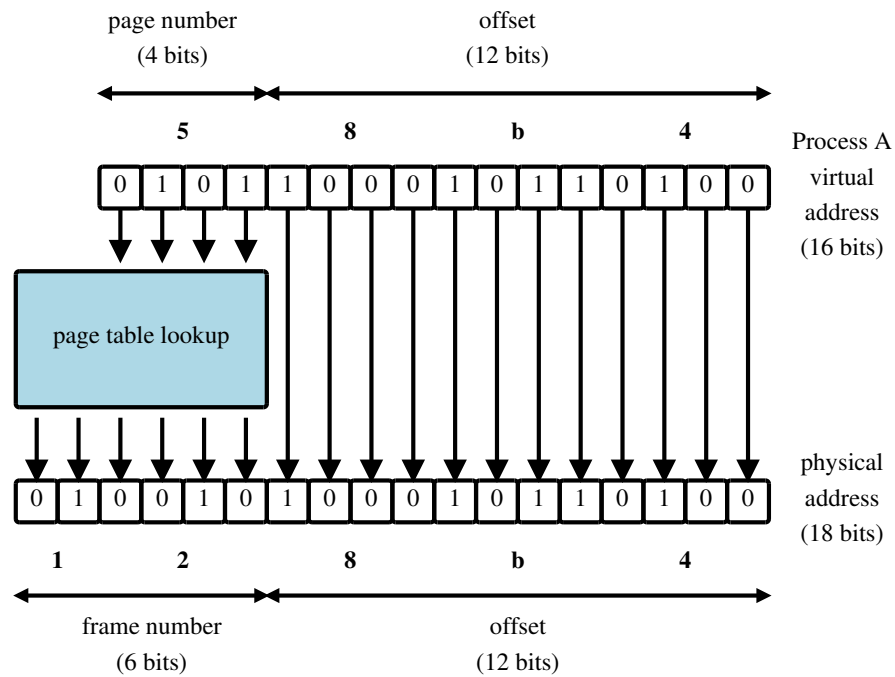 page number
(4 bits)
offset
(12 bits)
5 8 b 4
0 1 0 1 1 0 0 0 1 0 1 1 0 1 0 0
Process A
virtual
address
(16 bits)
page table lookup
0 1 0 0 1 0 1 0 0 0 1 0 1 1 0 1 0 0
physical
address
(18 bits)
1 2 8 b 4
frame number
(6 bits)
offset
(12 bits)